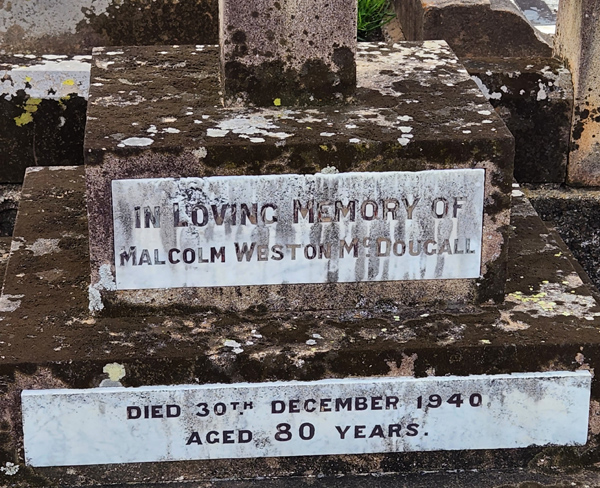 IN LOVING MEMORY OF
MALCOLM WESTON McDOUGALL
DIED 30TH DECEMBER 1940
AGED 80 YEARS.